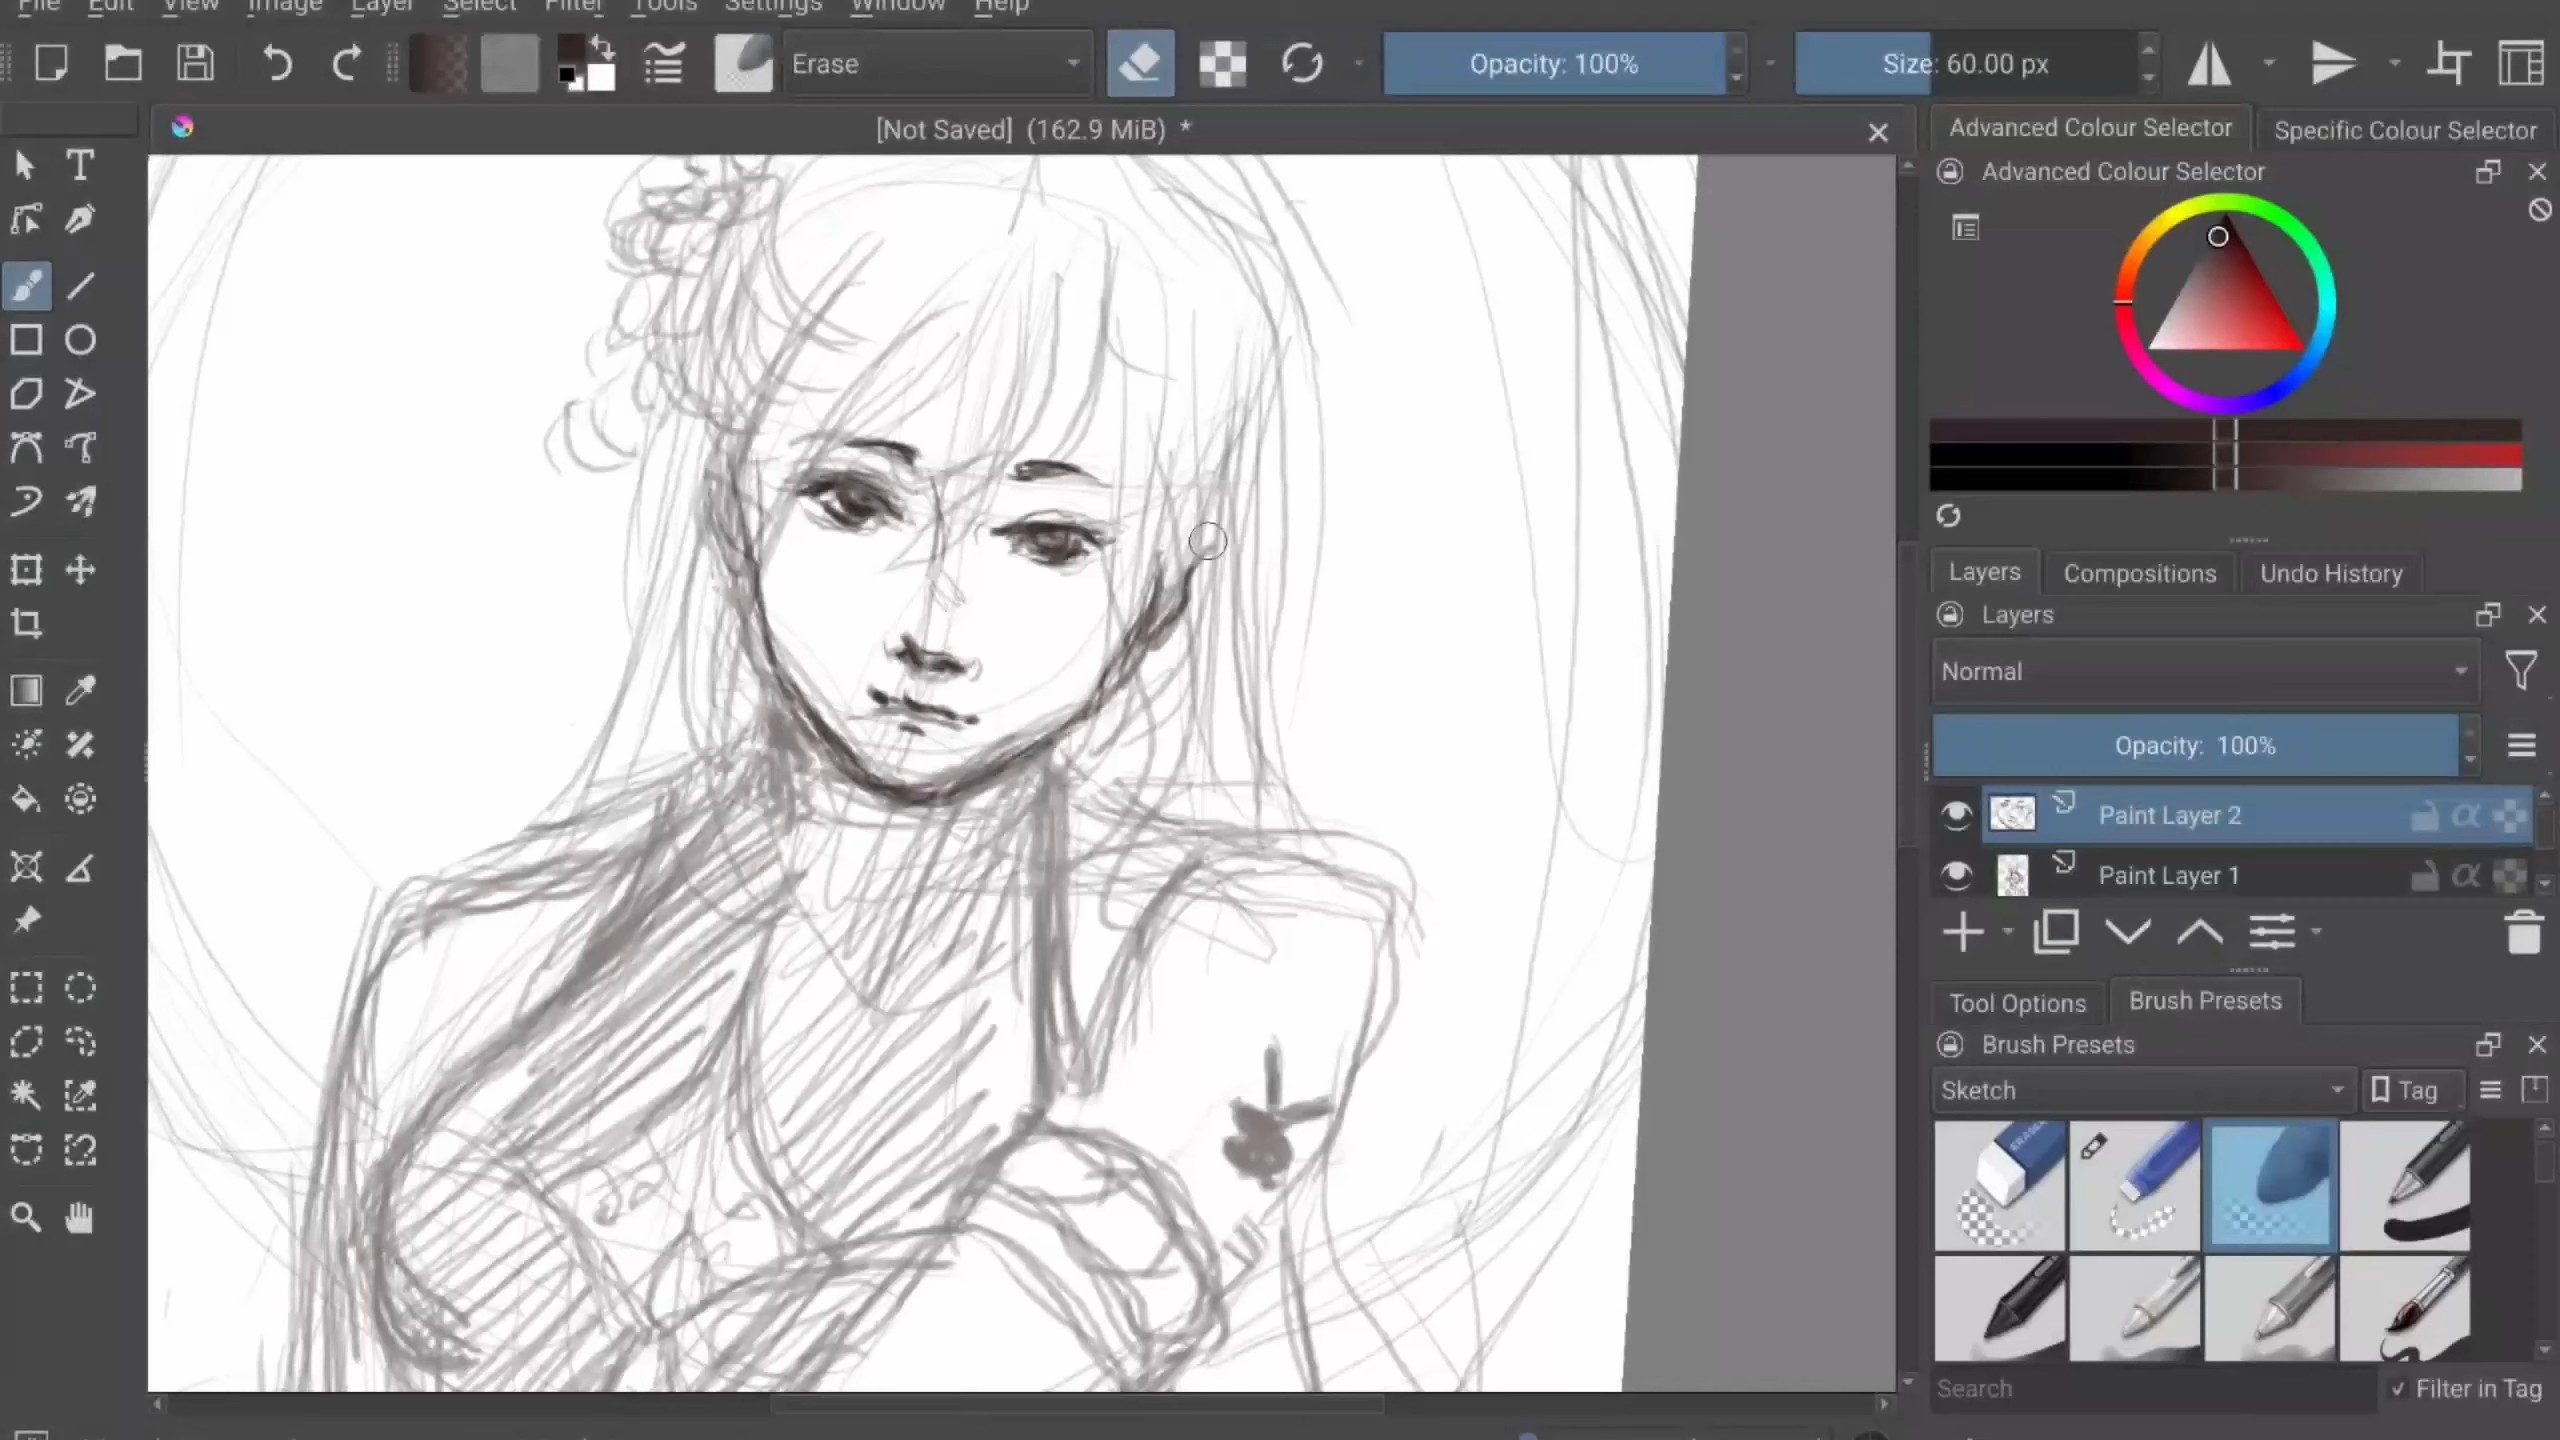 File Edit View Image Layer Select Filter Tools Settings Window Help
Erase
Opacity: 100%
Size: 60.00 px
[Not Saved] (162.9 MiB) *
Advanced Colour Selector
Specific Colour Selector
Advanced Colour Selector
Layers
Compositions
Undo History
Layers
Normal
Opacity: 100%
Paint Layer 2
Paint Layer 1
Tool Options
Brush Presets
Brush Presets
Sketch
Tag
ERASER
Search
Filter in Tag